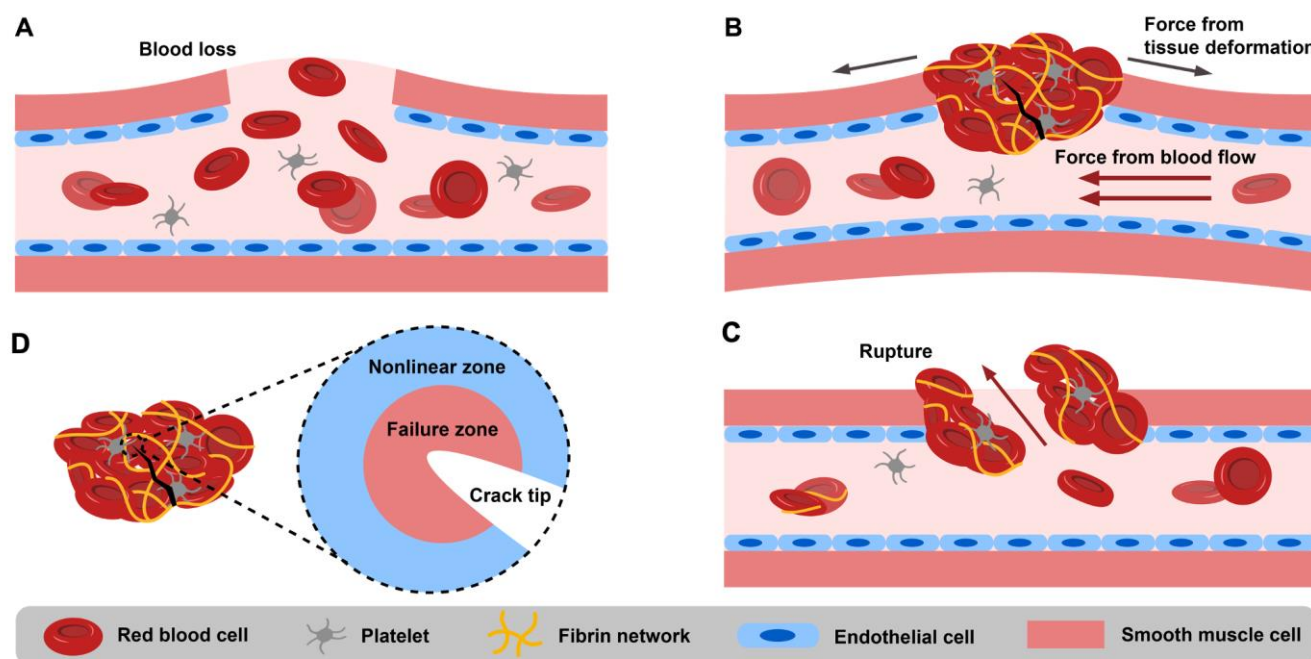 A
Blood loss
B
Force from
tissue deformation
Force from blood flow
D
Nonlinear zone
Failure zone
Crack tip
C
Rupture
Red blood cell
Platelet
Fibrin network
Endothelial cell
Smooth muscle cell